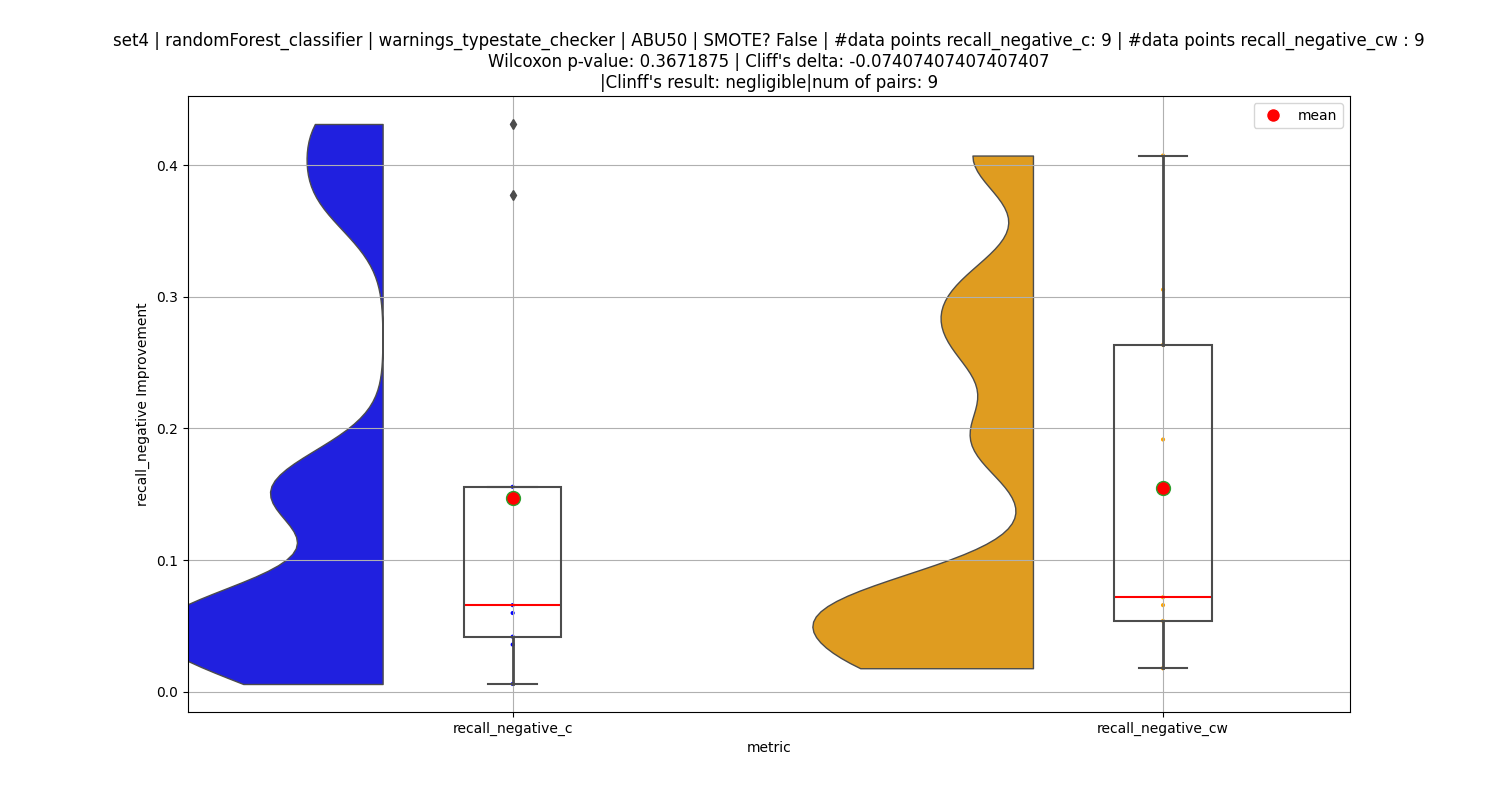 set4 | randomForest_classifier | warnings_typestate_checker | ABU50 | SMOTE? False | #data points recall_negative_c: 9 | #data points recall_negative_cw : 9
Wilcoxon p-value: 0.3671875 | Cliff's delta: -0.07407407407407407
|Clinff's result: negligible|num of pairs: 9
mean
0.4
0.3
0.2
0.1
0.0
recall_negative Improvement
recall_negative_c
recall_negative_cw
metric